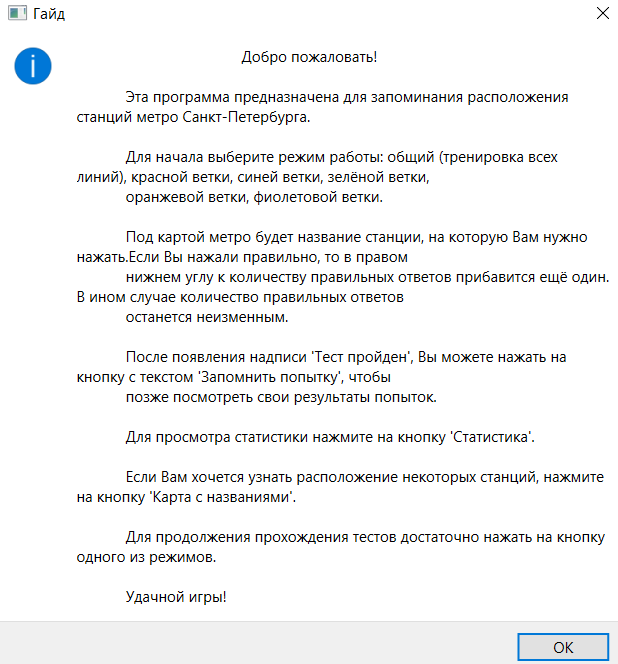 Гайд
Добро пожаловать!
Эта программа предназначена для запоминания расположения
станций метро Санкт-Петербурга.
Для начала выберите режим работы: общий (тренировка всех
линий), красной ветки, синей ветки, зелёной ветки,
оранжевой ветки, фиолетовой ветки.
Под картой метро будет название станции, на которую Вам нужно
нажать.Если Вы нажали правильно, то в правом
нижнем углу к количеству правильных ответов прибавится ещё один.
В ином случае количество правильных ответов
останется неизменным.
После появления надписи 'Тест пройден', Вы можете нажать на
кнопку с текстом 'Запомнить попытку', чтобы
позже посмотреть свои результаты попыток.
Для просмотра статистики нажмите на кнопку 'Статистика'.
Если Вам хочется узнать расположение некоторых станций, нажмите
на кнопку 'Карта с названиями'.
Для продолжения прохождения тестов достаточно нажать на кнопку
одного из режимов.
Удачной игры!
OK